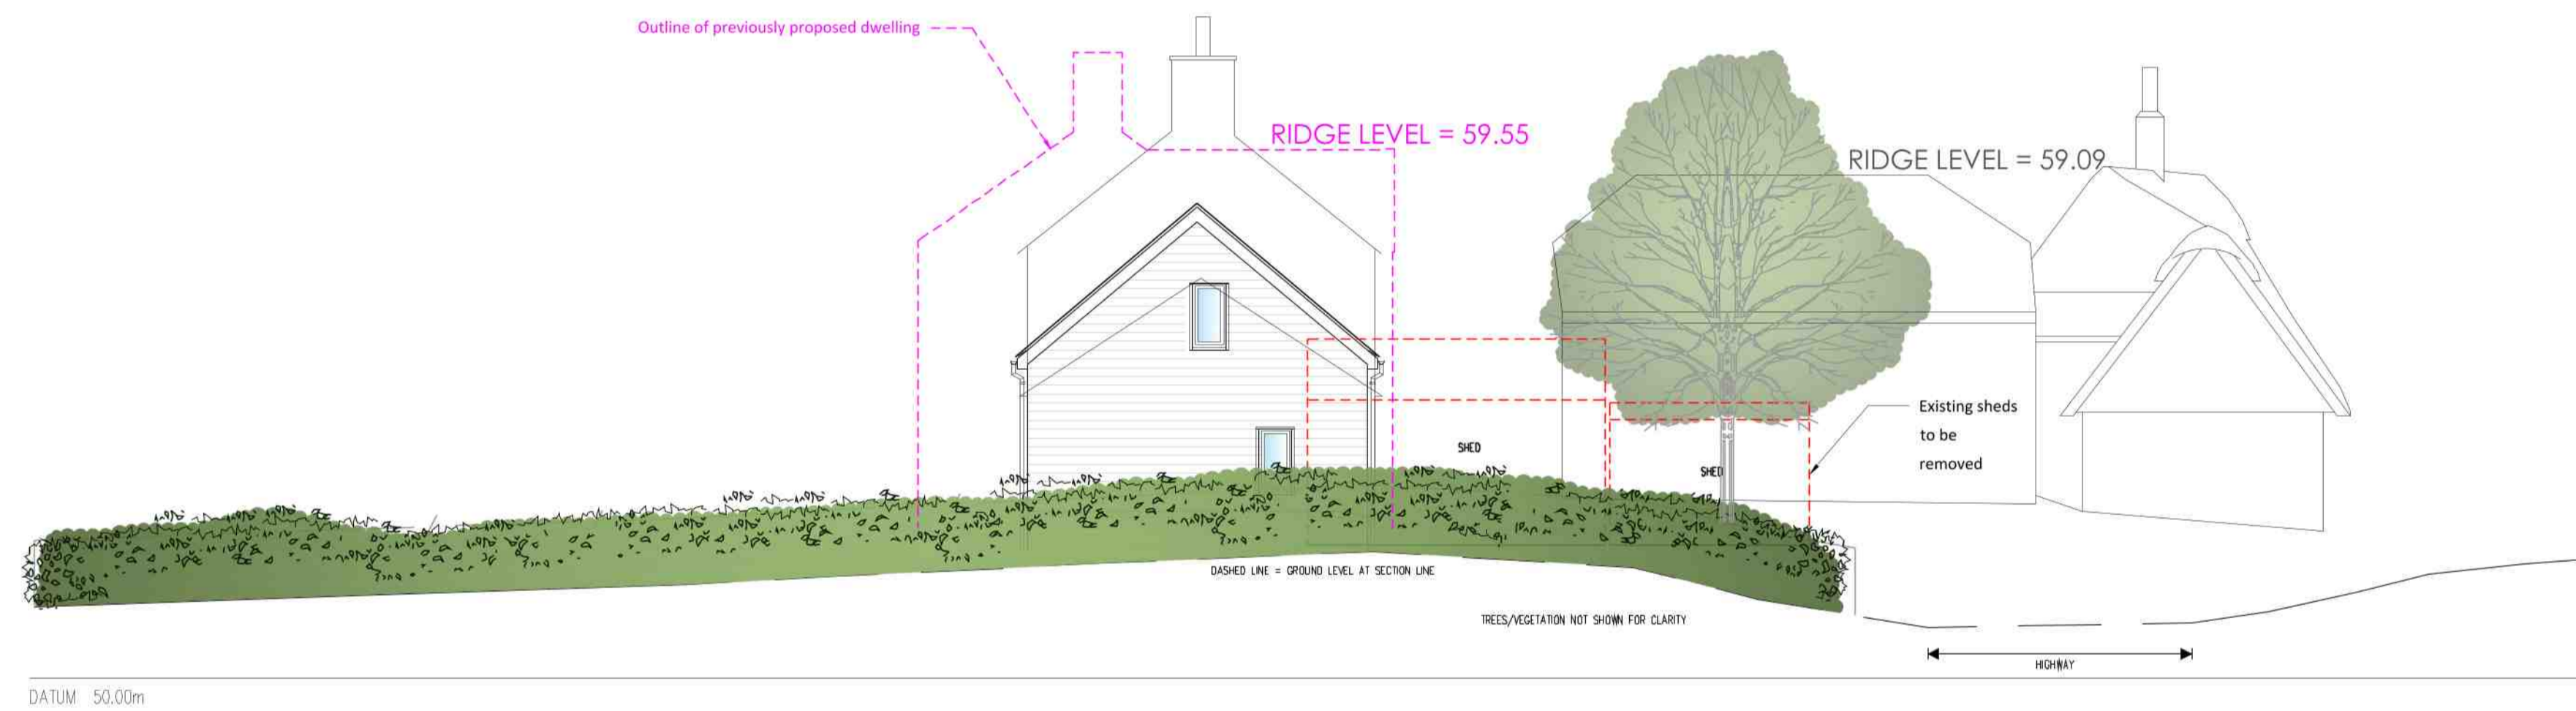 Outline of previously proposed dwelling
RIDGE LEVEL = 59.55
RIDGE LEVEL = 59.09
Existing sheds
to be
removed
SHED
SHED
DASHED LINE = GROUND LEVEL AT SECTION LINE
TREES/VEGETATION NOT SHOWN FOR CLARITY
HIGHWAY
DATUM 50.00m